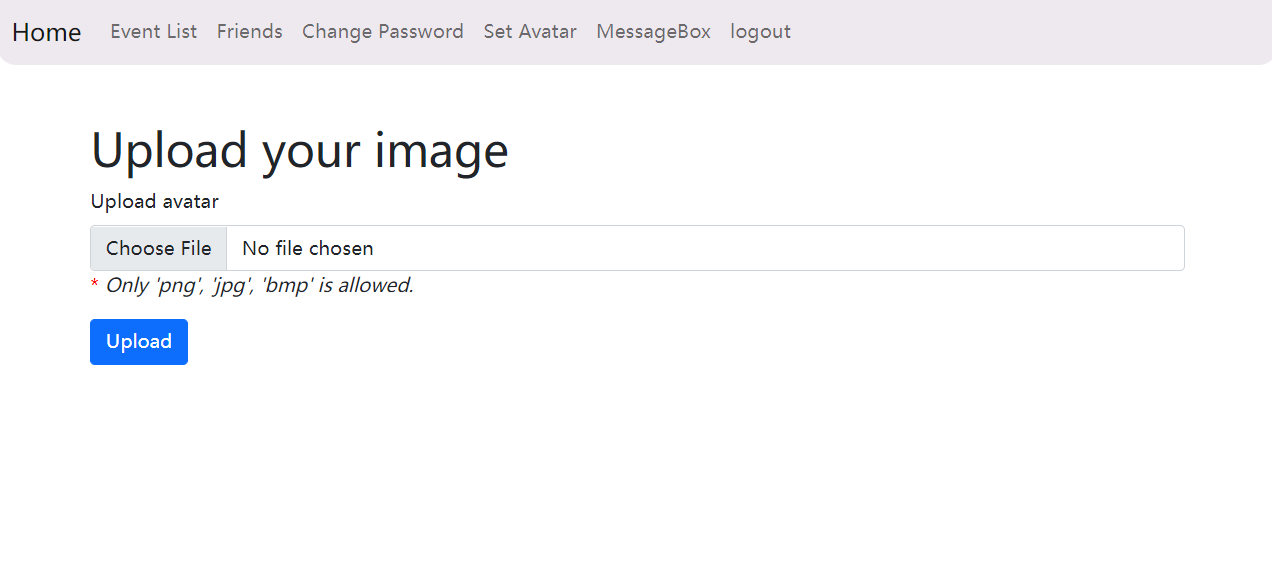 Home Event List Friends Change Password Set Avatar MessageBox logout
Upload your image
Upload avatar
Choose File No file chosen
* Only 'png', 'jpg', 'bmp' is allowed.
Upload